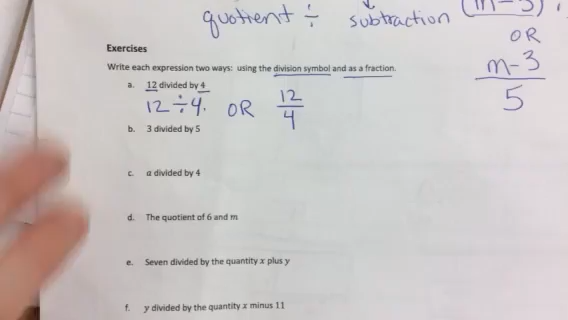 quotient ÷ subtraction (m-3)
OR
m-3
5
Exercises
Write each expression two ways: using the division symbol and as a fraction.
a. 12 divided by 4
12 ÷ 4. OR 12
4
b. 3 divided by 5
c. a divided by 4
d. The quotient of 6 and m
e. Seven divided by the quantity x plus y
f. y divided by the quantity x minus 11